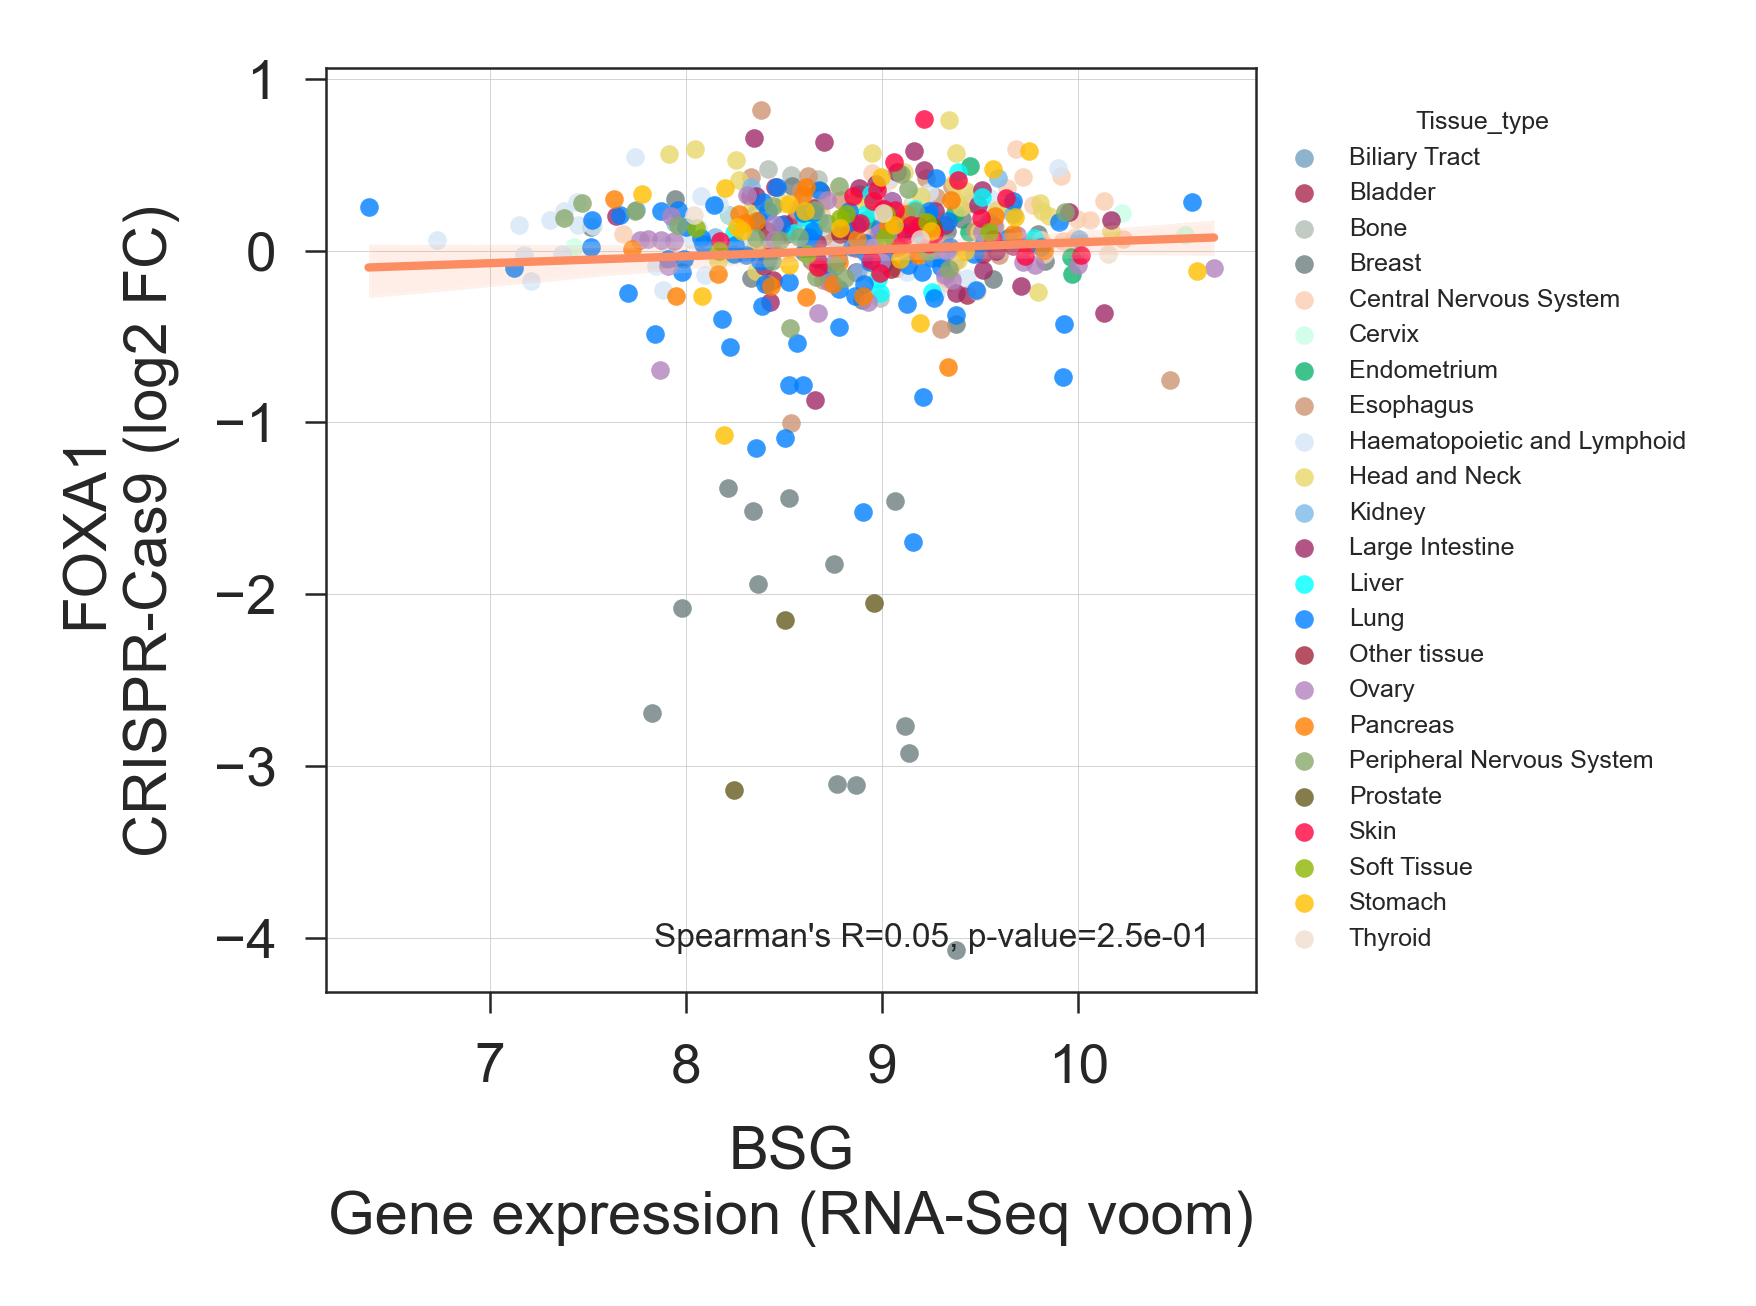 1
0
−1
−2
−3
−4
FOXA1
CRISPR-Cas9 (log2 FC)
Spearman's R=0.05, p-value=2.5e-01
7
8
9
10
BSG
Gene expression (RNA-Seq voom)
Tissue_type
Biliary Tract
Bladder
Bone
Breast
Central Nervous System
Cervix
Endometrium
Esophagus
Haematopoietic and Lymphoid
Head and Neck
Kidney
Large Intestine
Liver
Lung
Other tissue
Ovary
Pancreas
Peripheral Nervous System
Prostate
Skin
Soft Tissue
Stomach
Thyroid